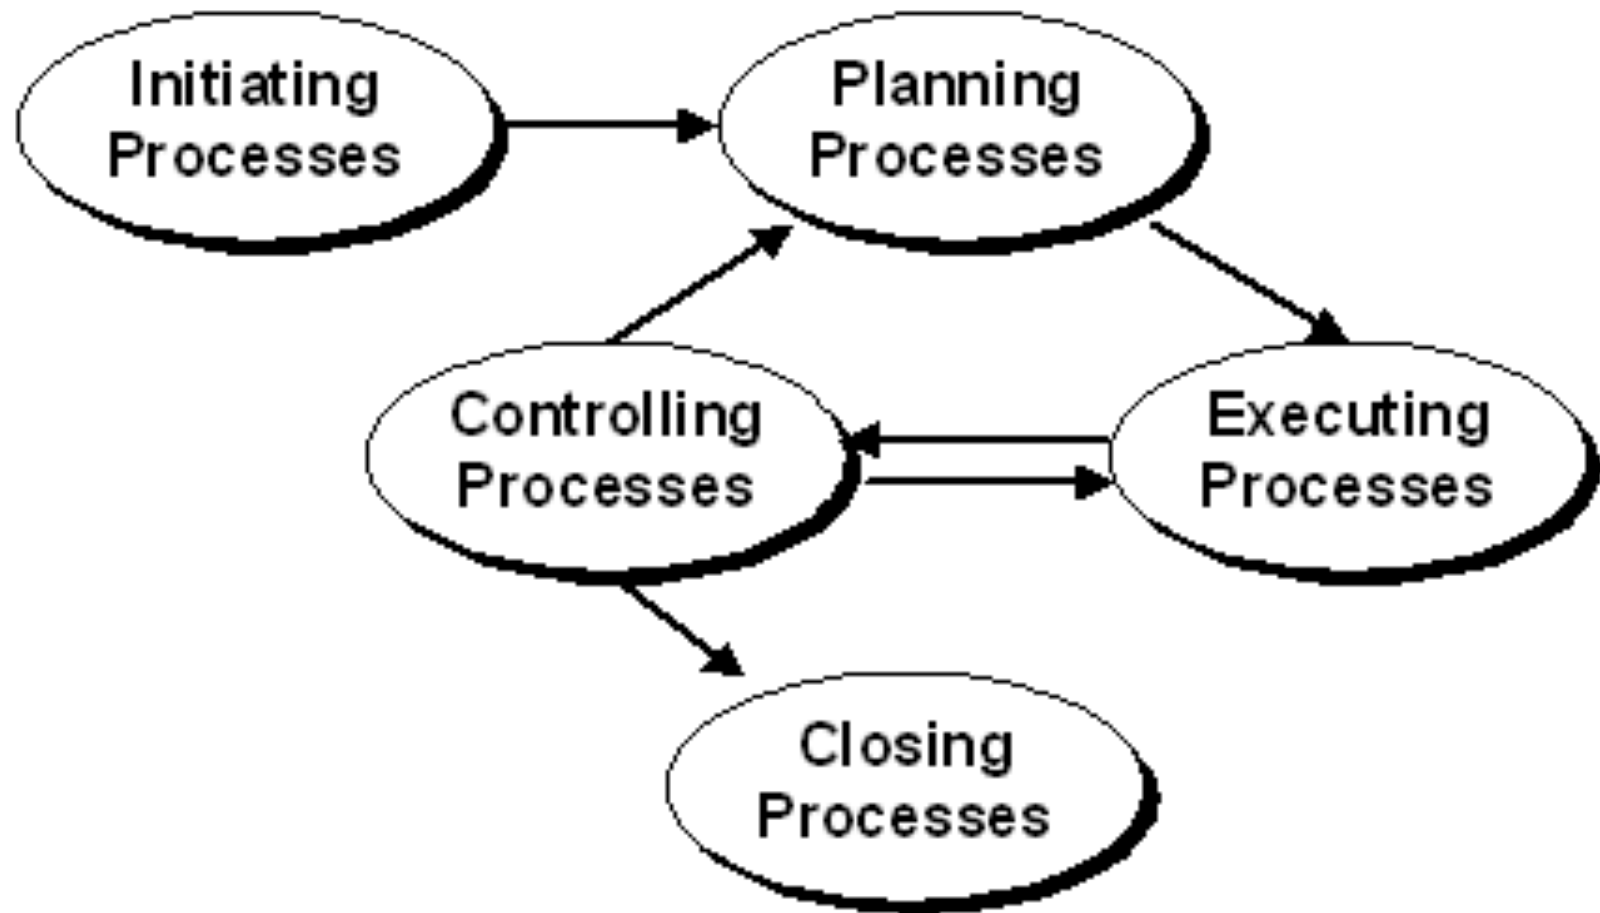 Initiating
Processes
Planning
Processes
Controlling
Processes
Executing
Processes
Closing
Processes